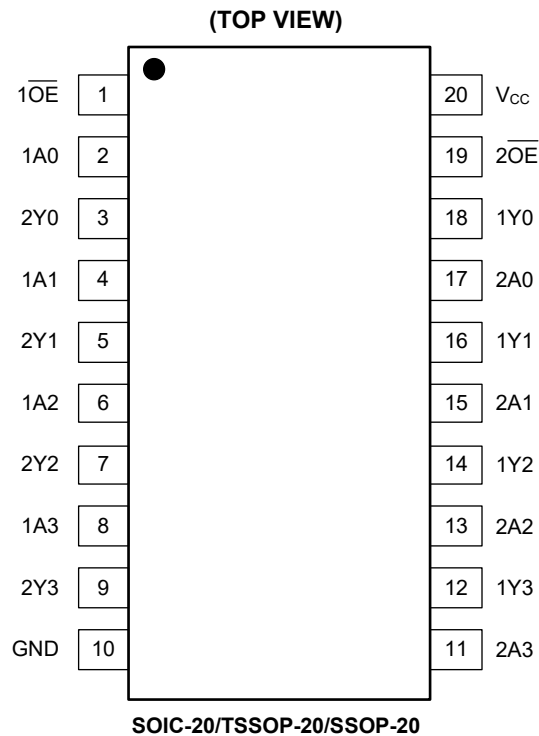 (TOP VIEW)
1O̅E̅ 1 20 VCC
1A0 2 19 2O̅E̅
2Y0 3 18 1Y0
1A1 4 17 2A0
2Y1 5 16 1Y1
1A2 6 15 2A1
2Y2 7 14 1Y2
1A3 8 13 2A2
2Y3 9 12 1Y3
GND 10 11 2A3
SOIC-20/TSSOP-20/SSOP-20